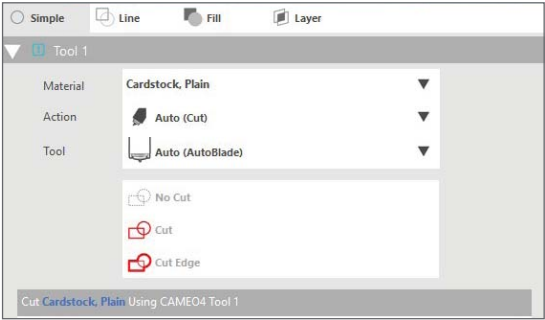 Simple Line Fill Layer
1 Tool 1
Material Cardstock, Plain
Action Auto (Cut)
Tool Auto (AutoBlade)
No Cut
Cut
Cut Edge
Cut Cardstock, Plain Using CAMEO4 Tool 1